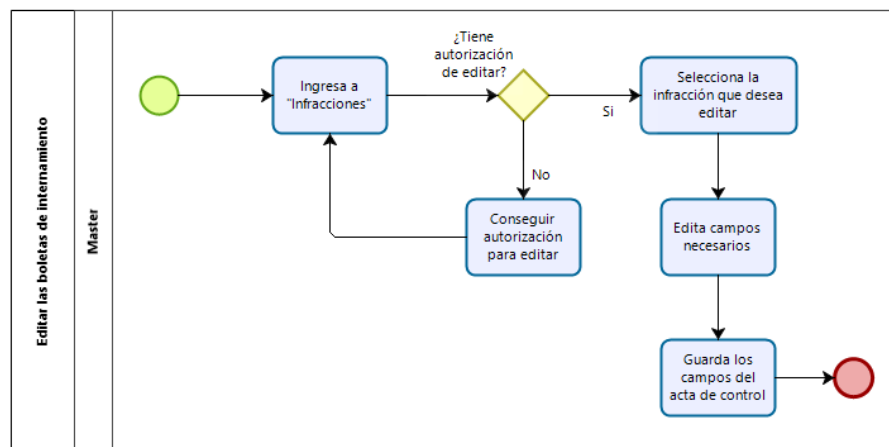 Editar las boletas de internamiento
Master
Ingresa a
"Infracciones"
¿Tiene
autorización
de editar?
Si
Selecciona la
infracción que desea
editar
No
Conseguir
autorización
para editar
Edita campos
necesarios
Guarda los
campos del
acta de control